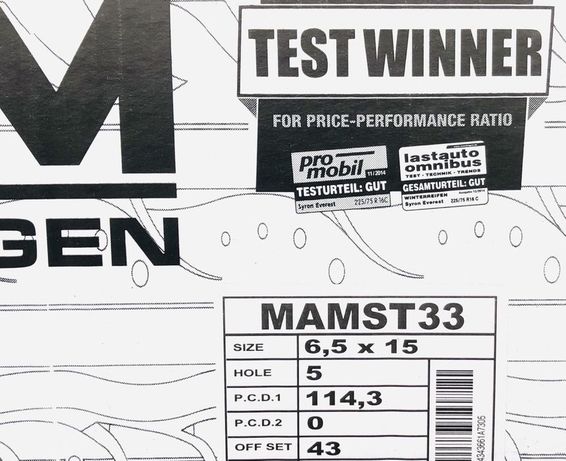 M
GEN
TEST WINNER
FOR PRICE-PERFORMANCE RATIO
pro
mobil
11/2014
TESTURTEIL: GUT
Syron Everest 225/75 R 16C
lastauto
omnibus
TEST - TECHNIK - TRENDS
GESAMTURTEIL: GUT
WINTERREIFEN
Syron Everest 225/75 R 16 C
MAMST33
SIZE 6,5 x 15
HOLE 5
P.C.D.1 114,3
P.C.D.2 0
OFF SET 43
4343661A7305